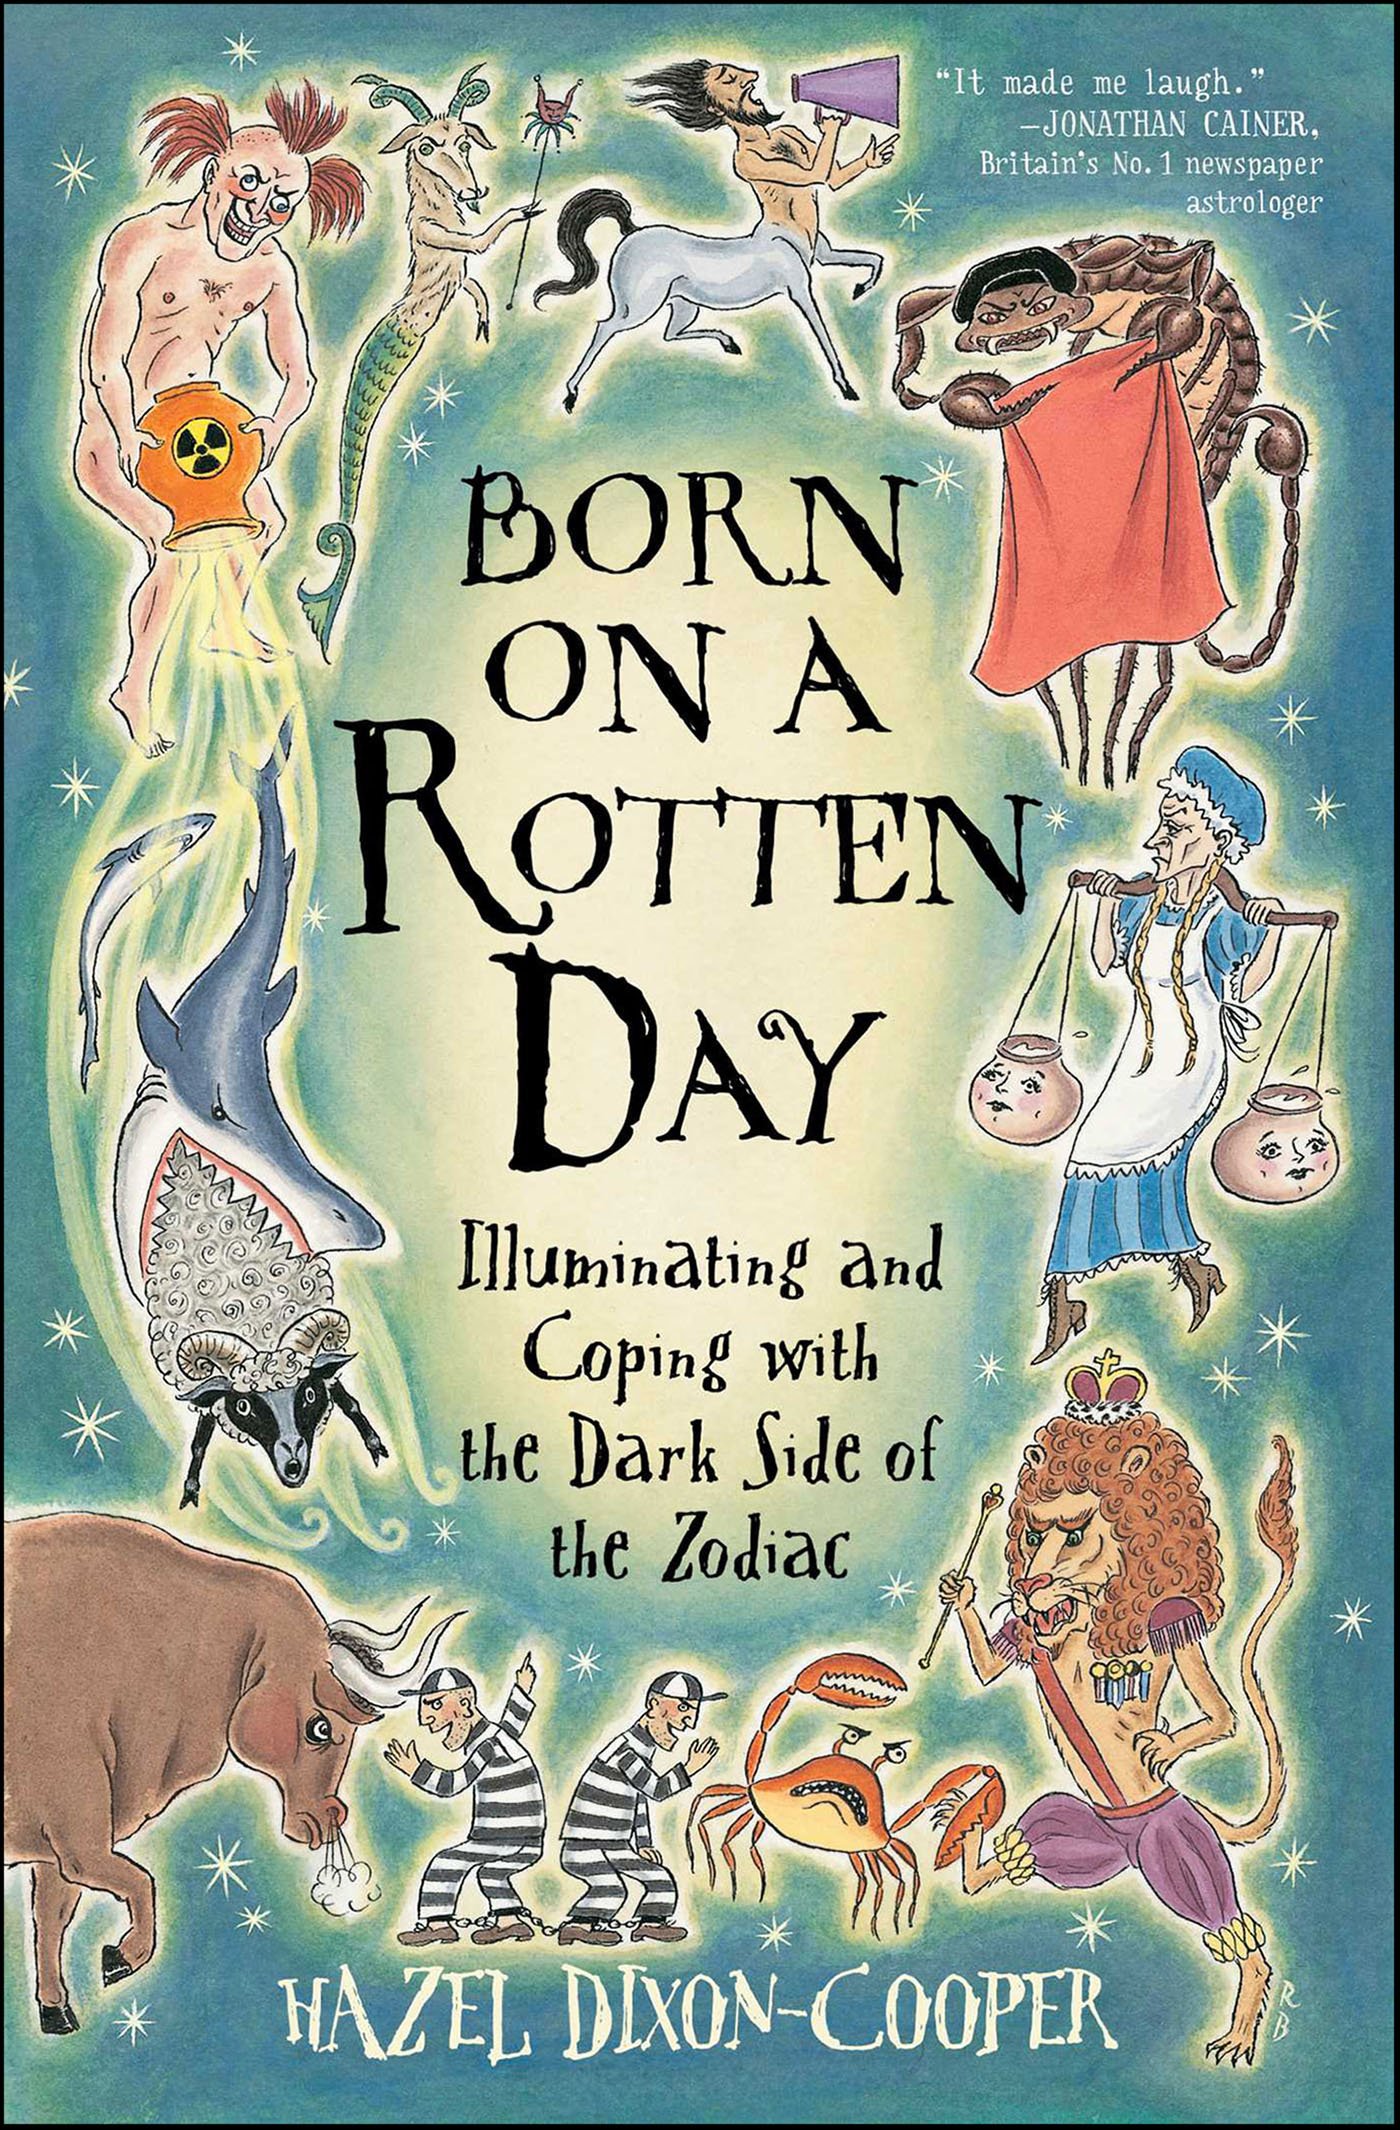 “It made me laugh.”
—JONATHAN CAINER,
Britain’s No. 1 newspaper
astrologer
BORN
ON A
ROTTEN
DAY
Illuminating and
Coping with
the Dark Side of
the Zodiac
HAZEL DIXON-COOPER
R
B